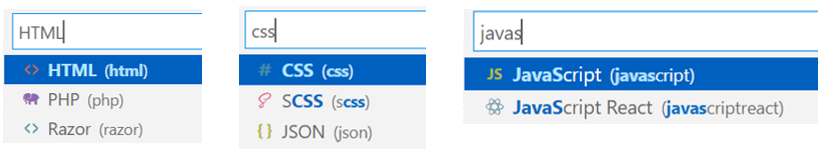 HTML
HTML (html)
PHP (php)
Razor (razor)
css
# CSS (css)
SCSS (scss)
{ } JSON (json)
javas
JS JavaScript (javascript)
JavaScript React (javascriptreact)